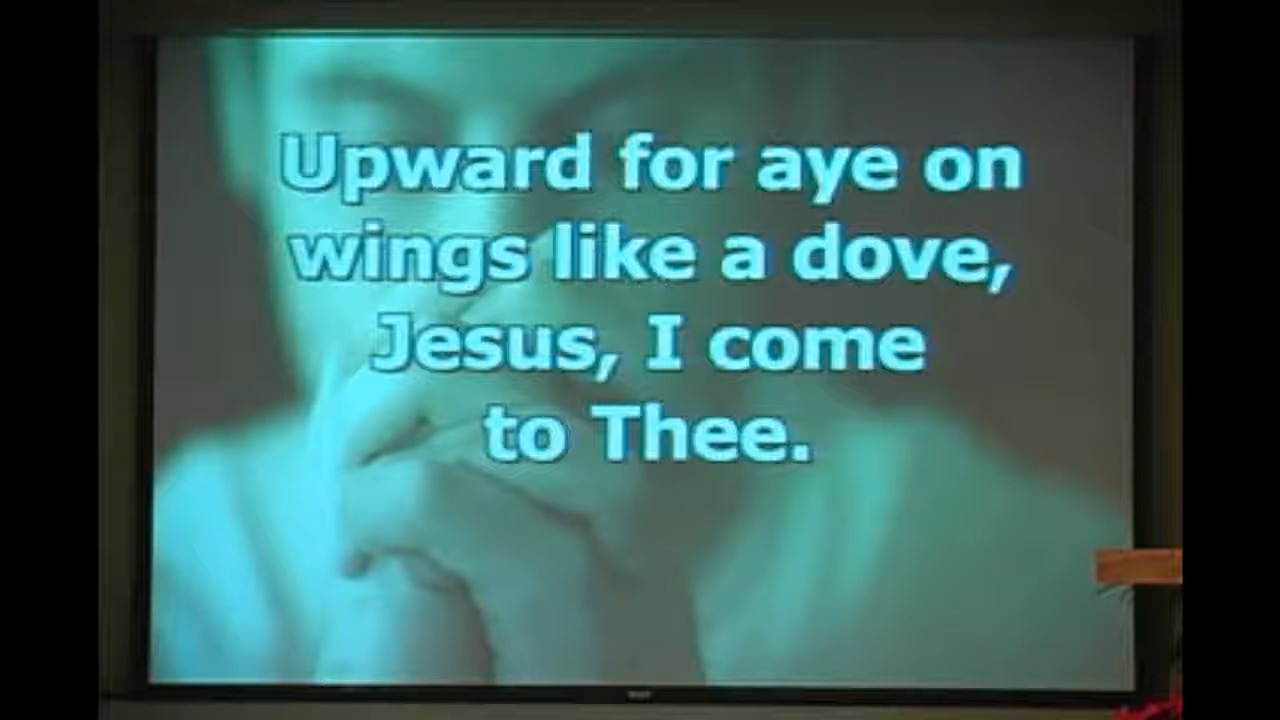 Upward for aye on
wings like a dove,
Jesus, I come
to Thee.